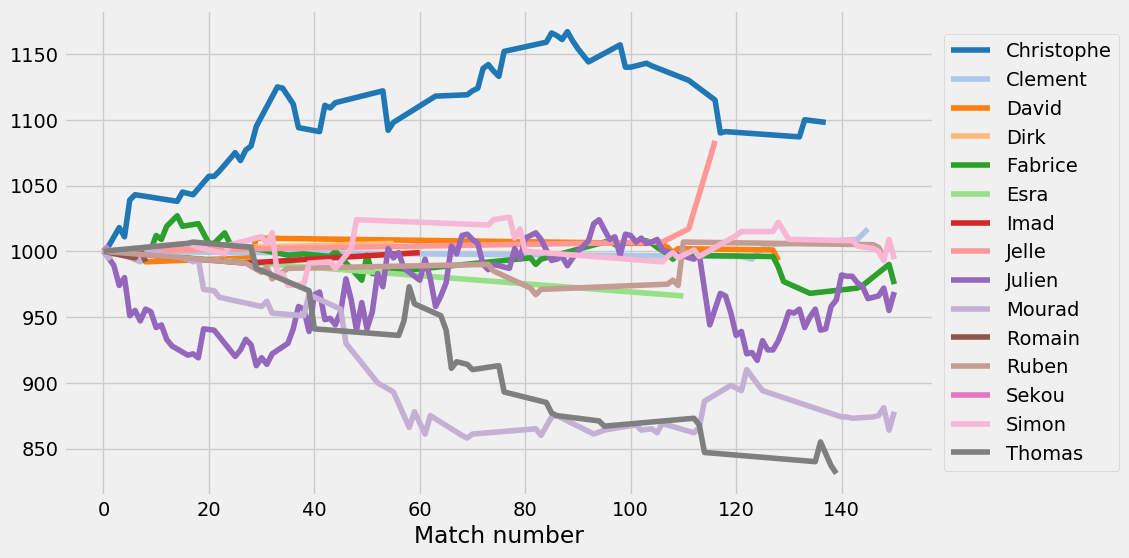 1150
1100
1050
1000
950
900
850
0 20 40 60 80 100 120 140
Match number
Christophe
Clement
David
Dirk
Fabrice
Esra
Imad
Jelle
Julien
Mourad
Romain
Ruben
Sekou
Simon
Thomas